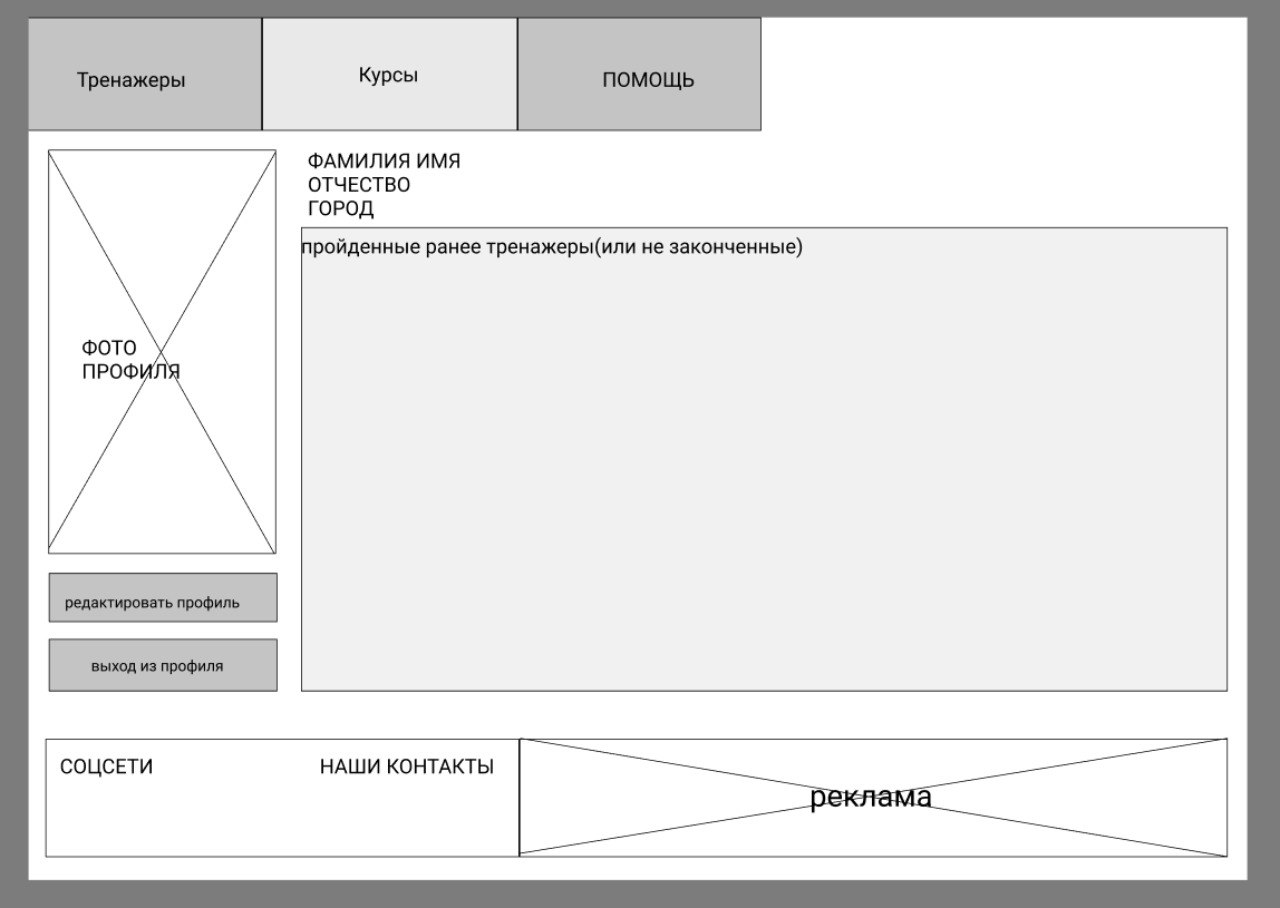 Тренажеры
Курсы
ПОМОЩЬ
ФАМИЛИЯ ИМЯ
ОТЧЕСТВО
ГОРОД
пройденные ранее тренажеры(или не законченные)
ФОТО
ПРОФИЛЯ
редактировать профиль
выход из профиля
СОЦСЕТИ
НАШИ КОНТАКТЫ
реклама